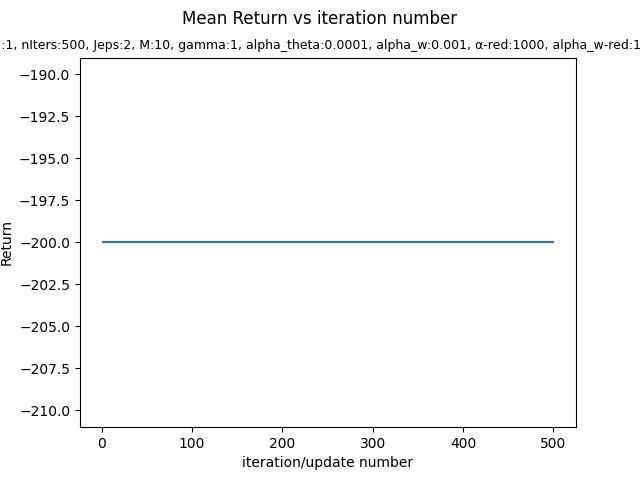 Mean Return vs iteration number
:1, nIters:500, Jeps:2, M:10, gamma:1, alpha_theta:0.0001, alpha_w:0.001, α-red:1000, alpha_w-red:1
−190.0
−192.5
−195.0
−197.5
−200.0
−202.5
−205.0
−207.5
−210.0
Return
0 100 200 300 400 500
iteration/update number